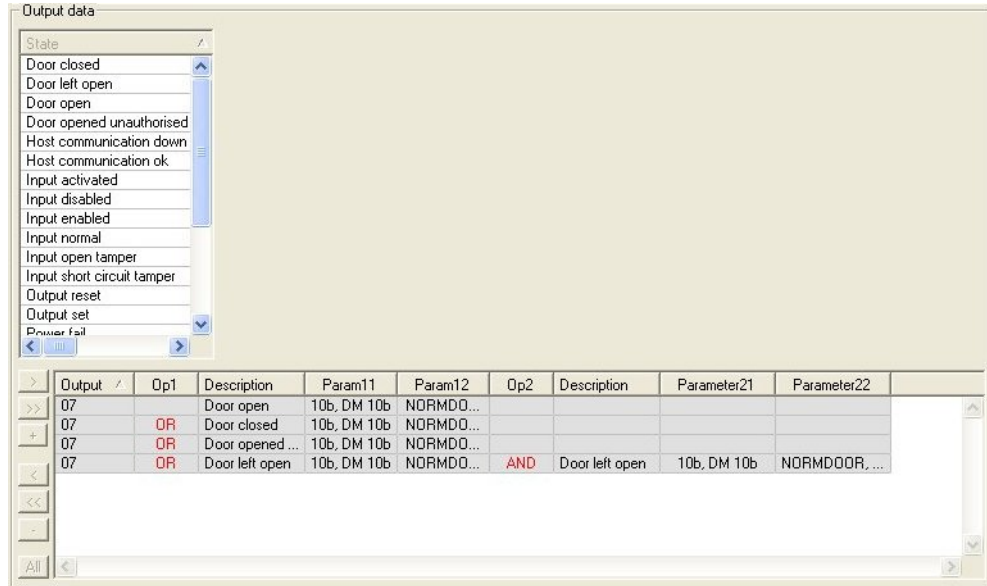 Output data
State
Door closed
Door left open
Door open
Door opened unauthorised
Host communication down
Host communication ok
Input activated
Input disabled
Input enabled
Input normal
Input open tamper
Input short circuit tamper
Output reset
Output set
Power fail
> Output Op1 Description Param11 Param12 Op2 Description Parameter21 Parameter22
>> 07 Door open 10b, DM 10b NORMDO...
07 OR Door closed 10b, DM 10b NORMDO...
+ 07 OR Door opened ... 10b, DM 10b NORMDO...
07 OR Door left open 10b, DM 10b NORMDO... AND Door left open 10b, DM 10b NORMDOOR, ...
<
<<
-
All